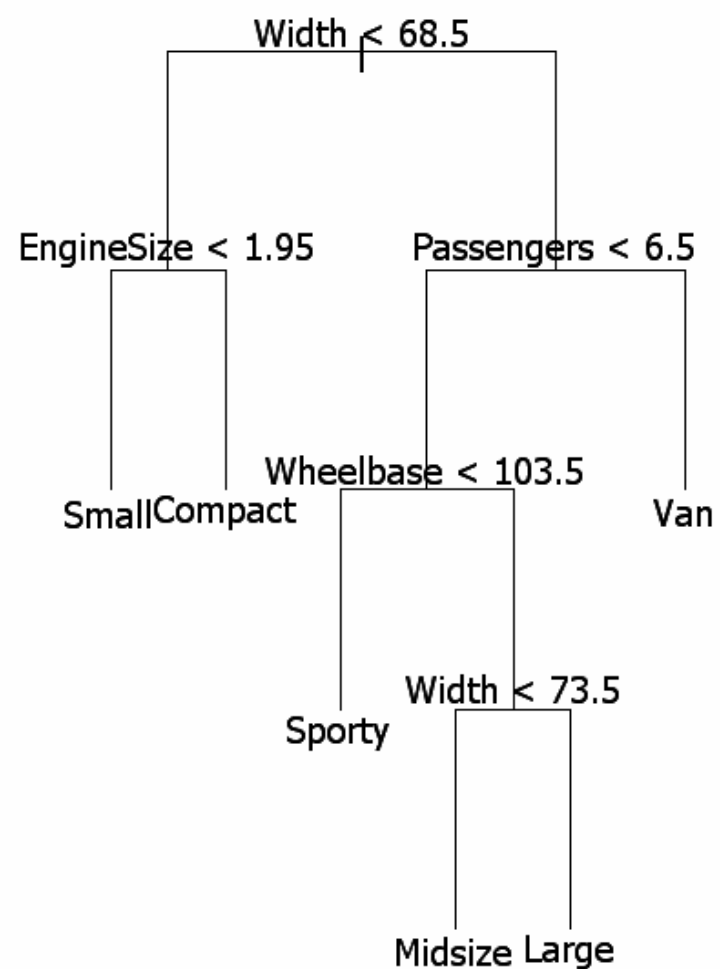 Width < 68.5
EngineSize < 1.95
Passengers < 6.5
Wheelbase < 103.5
Small
Compact
Van
Width < 73.5
Sporty
Midsize
Large